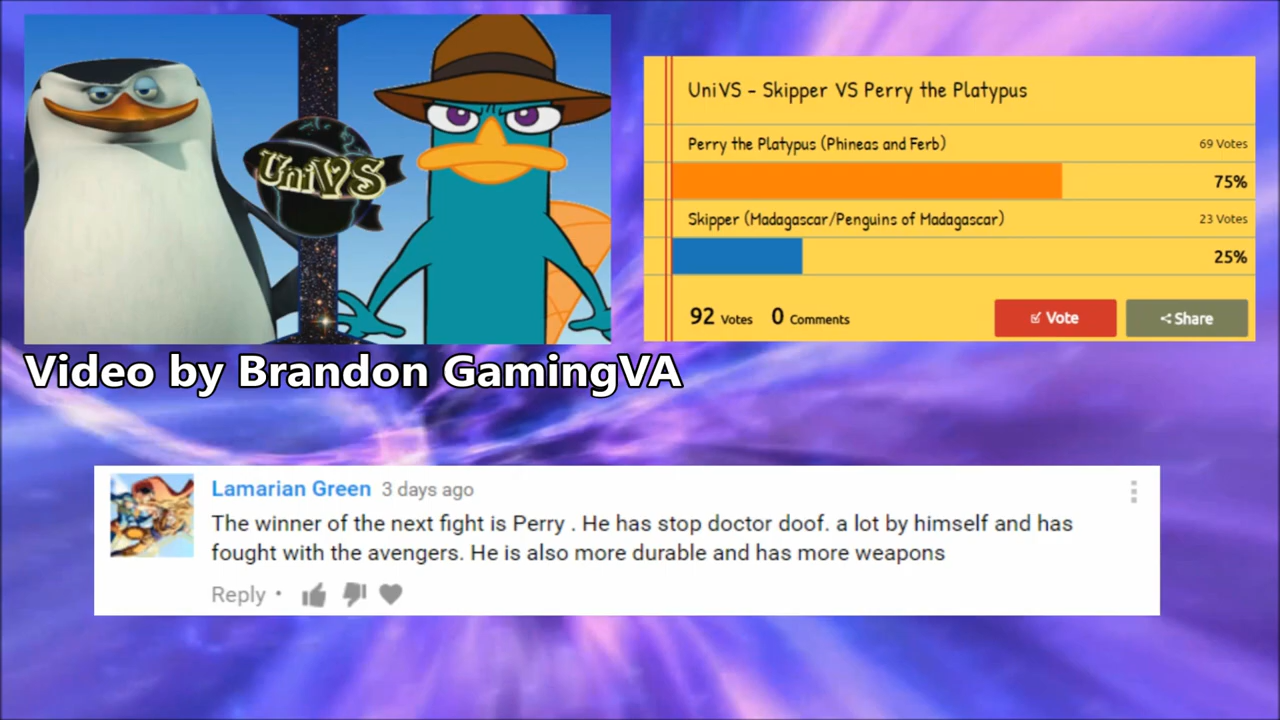 UniVS
UniVS - Skipper VS Perry the Platypus
Perry the Platypus (Phineas and Ferb)
69 Votes
75%
Skipper (Madagascar/Penguins of Madagascar)
23 Votes
25%
92 Votes 0 Comments
Vote
Share
Video by Brandon GamingVA
Lamarian Green 3 days ago
The winner of the next fight is Perry . He has stop doctor doof. a lot by himself and has
fought with the avengers. He is also more durable and has more weapons
Reply •